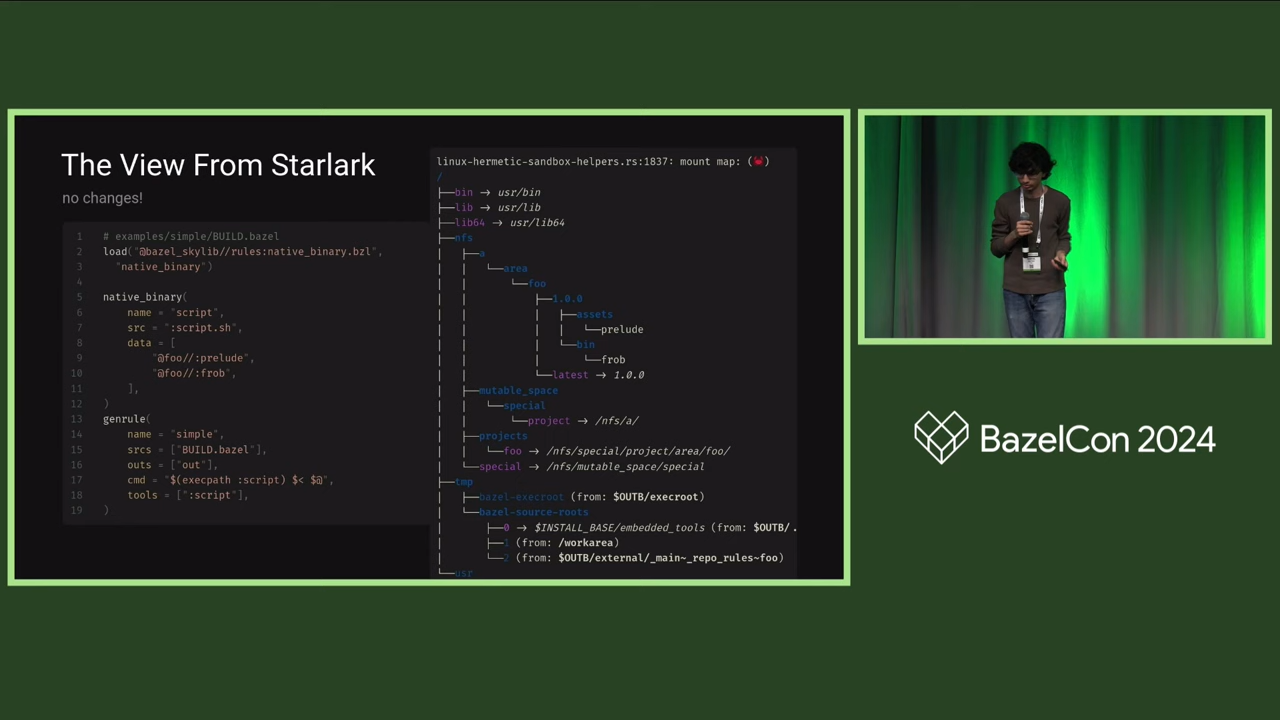 The View From Starlark
no changes!
1 # examples/simple/BUILD.bazel
2 load("@bazel_skylib//rules:native_binary.bzl",
3 "native_binary")
4
5 native_binary(
6 name = "script",
7 src = ":script.sh",
8 data = [
9 "@foo//:prelude",
10 "@foo//:frob",
11 ],
12 )
13 genrule(
14 name = "simple",
15 srcs = ["BUILD.bazel"],
16 outs = ["out"],
17 cmd = "$(execpath :script) $< $@",
18 tools = [":script"],
19 )
linux-hermetic-sandbox-helpers.rs:1837: mount map: (🦀)
/
├──bin → usr/bin
├──lib → usr/lib
├──lib64 → usr/lib64
├──nfs
│ ├──a
│ │ └──area
│ │ └──foo
│ │ ├──1.0.0
│ │ │ ├──assets
│ │ │ │ └──prelude
│ │ │ └──bin
│ │ │ └──frob
│ │ └──latest → 1.0.0
│ ├──mutable_space
│ │ └──special
│ │ └──project → /nfs/a/
│ ├──projects
│ │ └──foo → /nfs/special/project/area/foo/
│ └──special → /nfs/mutable_space/special
├──tmp
│ ├──bazel-execroot (from: $OUTB/execroot)
│ └──bazel-source-roots
│ ├──0 → $INSTALL_BASE/embedded_tools (from: $OUTB/.
│ ├──1 (from: /workarea)
│ └──2 (from: $OUTB/external/_main~_repo_rules~foo)
└──usr
BazelCon 2024